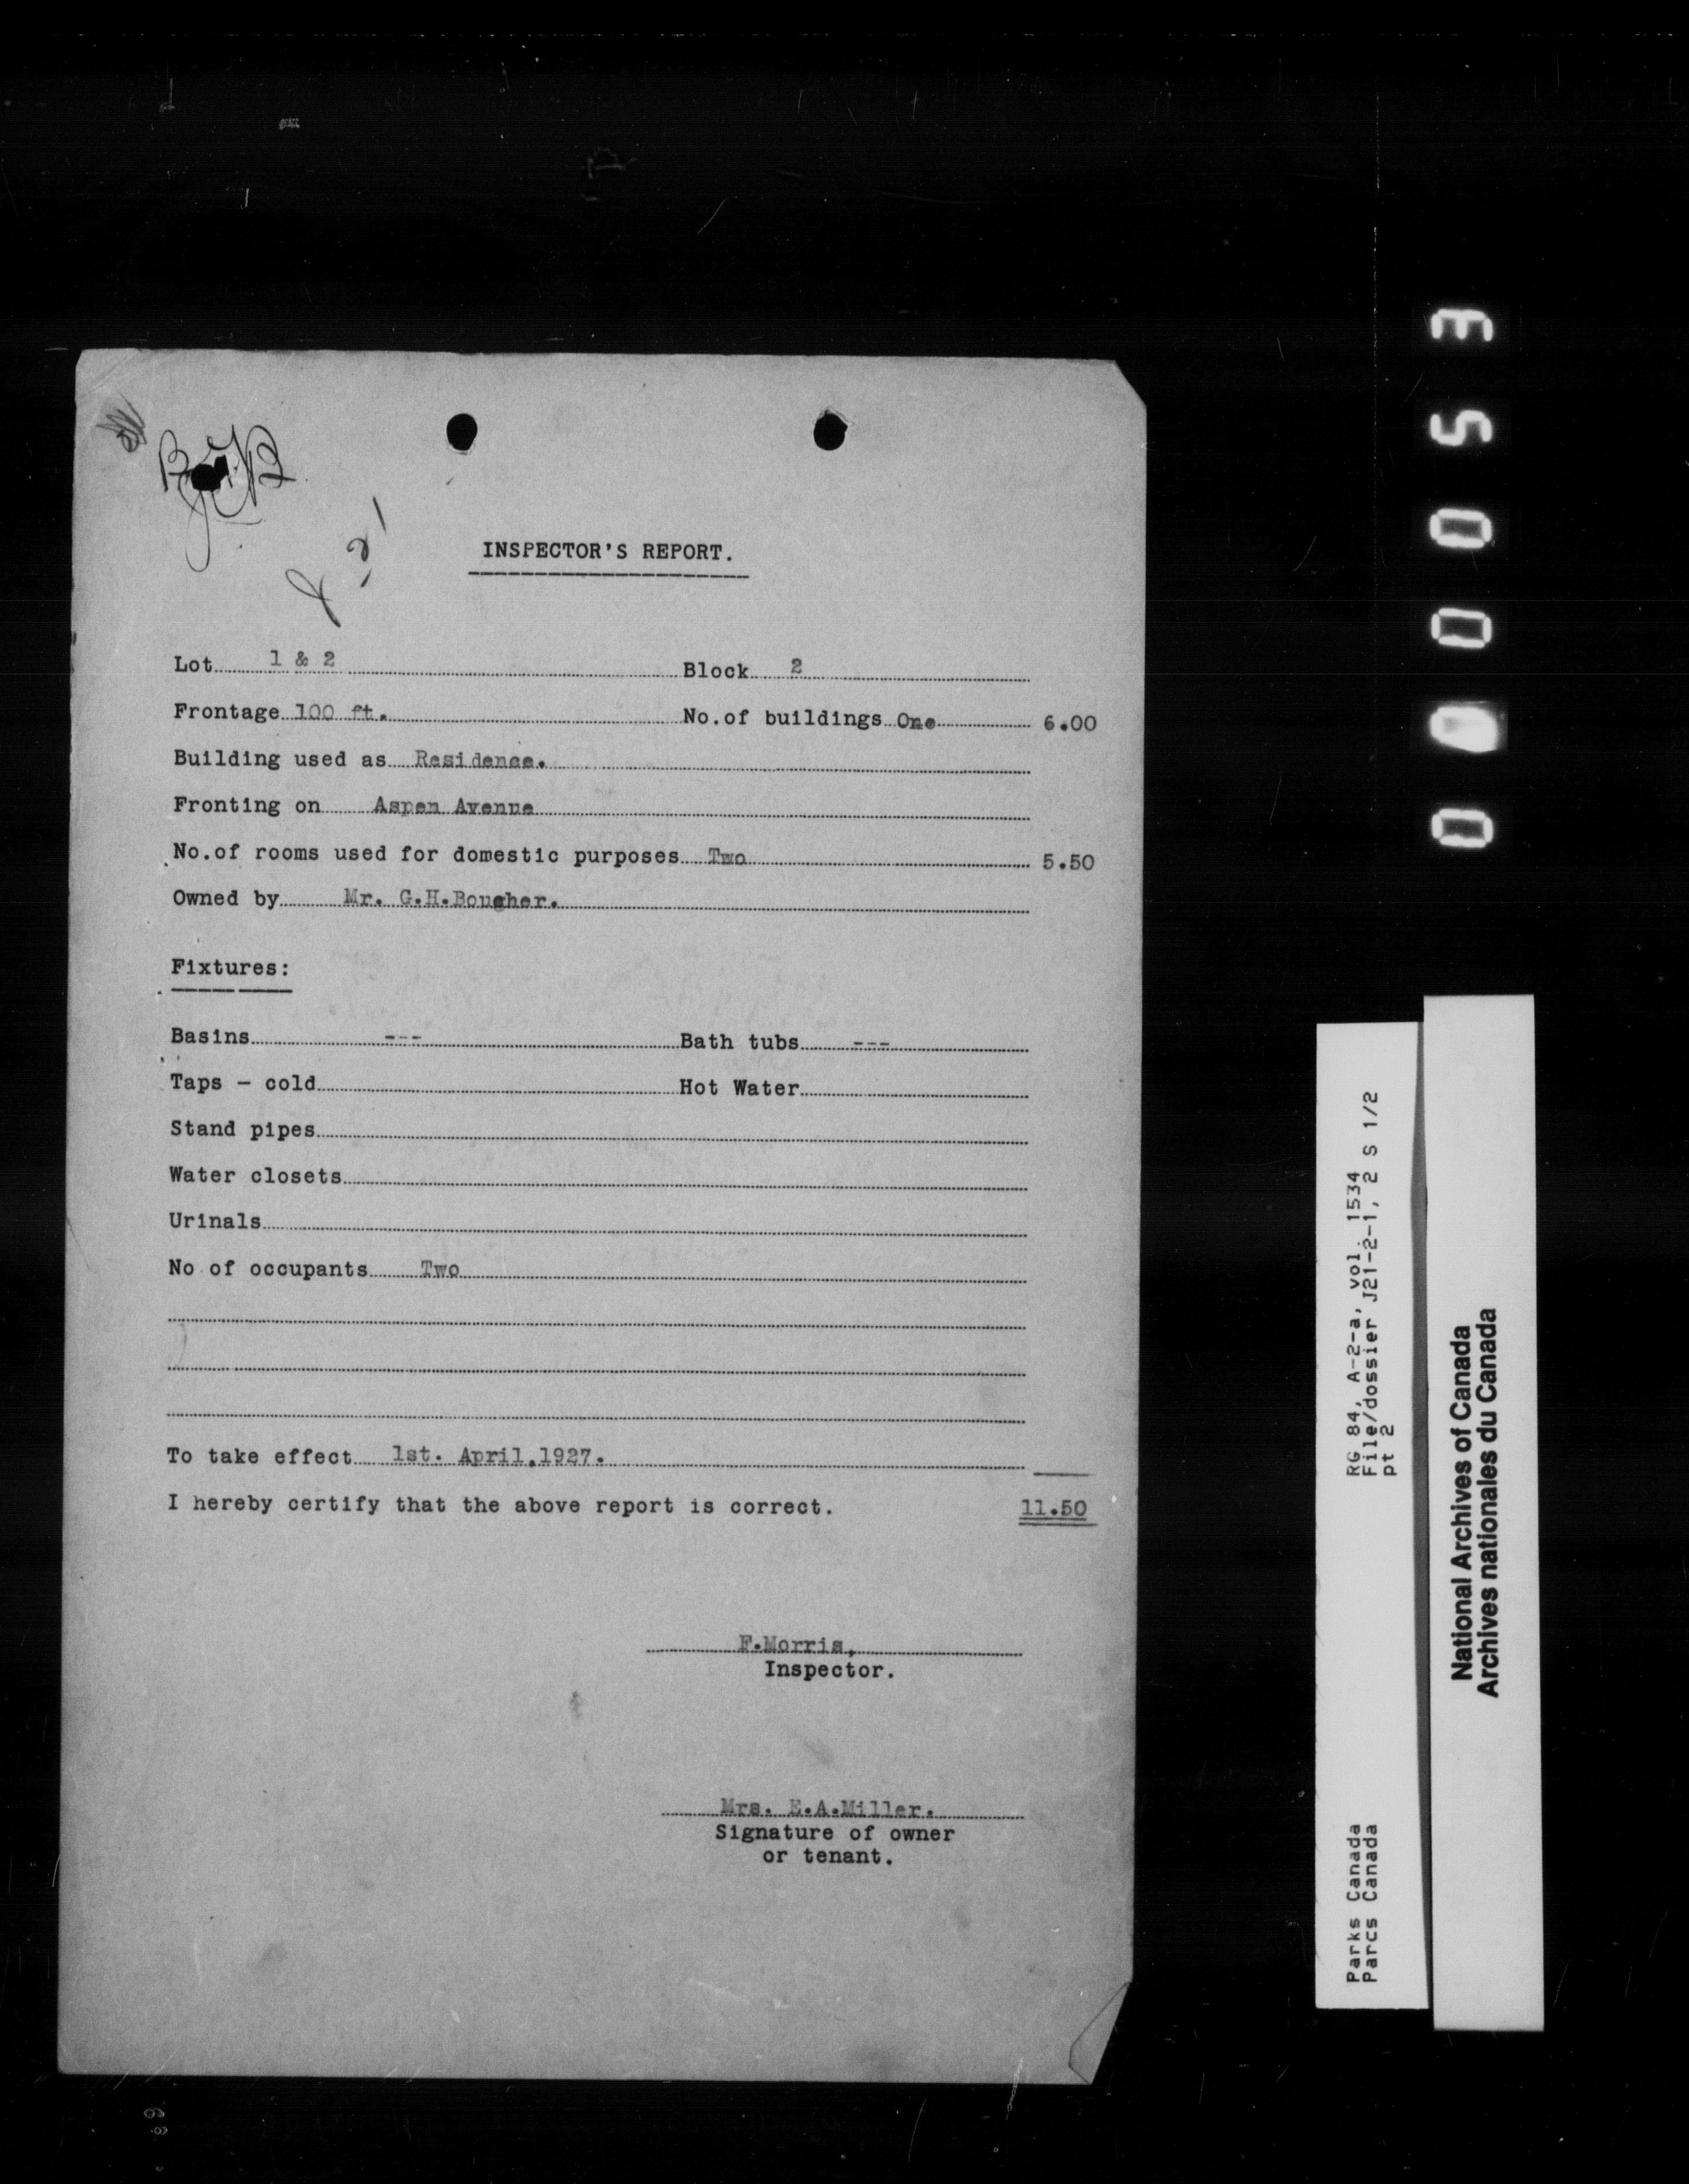 INSPECTOR'S REPORT.
Lot 1 & 2 Block 2
Frontage 100 ft. No.of buildings One 6.00
Building used as Residence.
Fronting on Aspen Avenue
No.of rooms used for domestic purposes Two 5.50
Owned by Mr. G.H.Bougher.
Fixtures:
Basins --- Bath tubs ---
Taps - cold Hot Water
Stand pipes
Water closets
Urinals
No of occupants Two
To take effect 1st. April,1927.
I hereby certify that the above report is correct. 11.50
F.Morris,
Inspector.
Mrs. E.A.Miller.
Signature of owner
or tenant.
RG 84, A-2-a, vol. 1534
File/dossier J21-2-1, 2 S 1/2
pt 2
Parks Canada
Parcs Canada
National Archives of Canada
Archives nationales du Canada